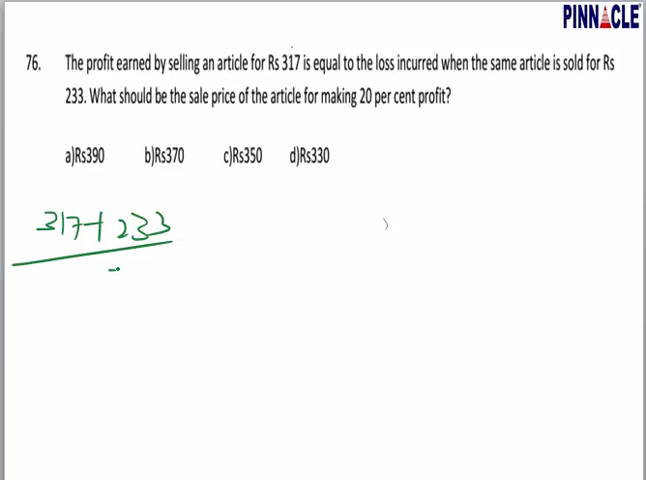 PINNACLE
76. The profit earned by selling an article for Rs 317 is equal to the loss incurred when the same article is sold for Rs
233. What should be the sale price of the article for making 20 per cent profit?
a)Rs390 b)Rs370 c)Rs350 d)Rs330
317+ 233